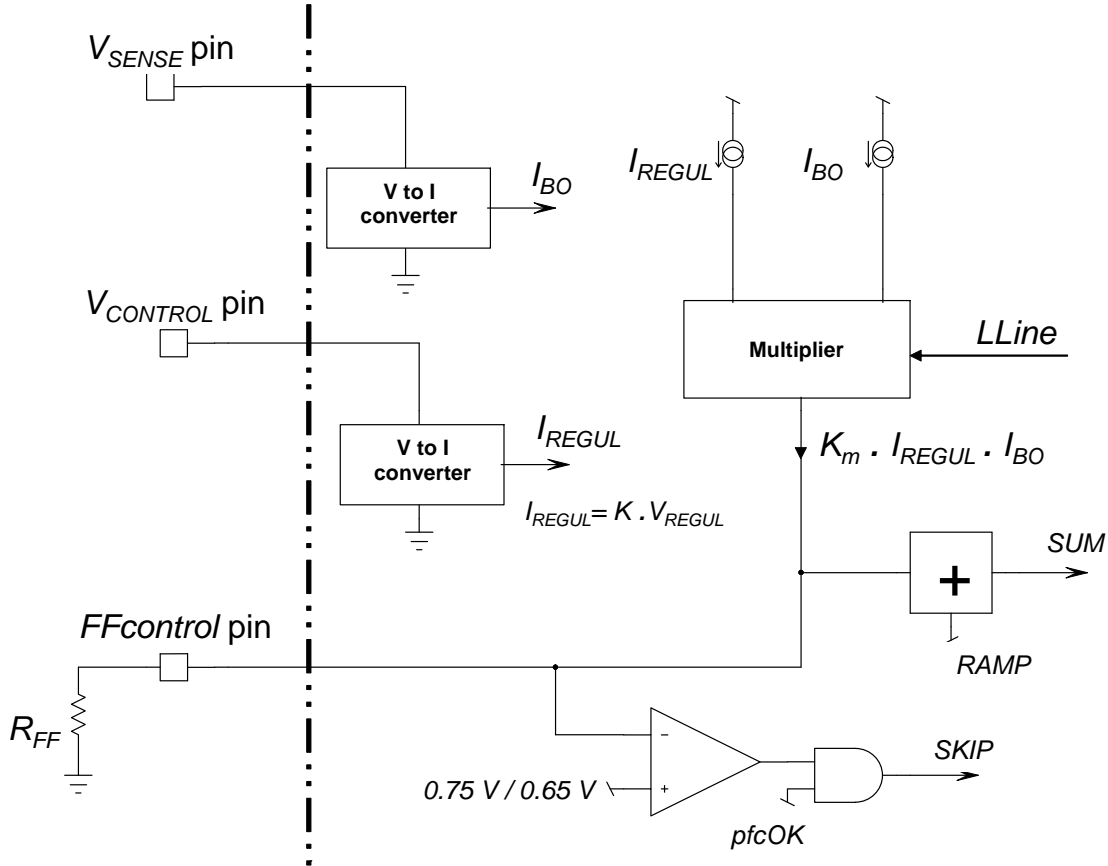 V_SENSE pin
V to I
converter
I_BO
I_REGUL
I_BO
V_CONTROL pin
Multiplier
LLine
V to I
converter
I_REGUL
I_REGUL = K . V_REGUL
K_m . I_REGUL . I_BO
+
SUM
RAMP
FFcontrol pin
R_FF
−
+
0.75 V / 0.65 V
pfcOK
SKIP